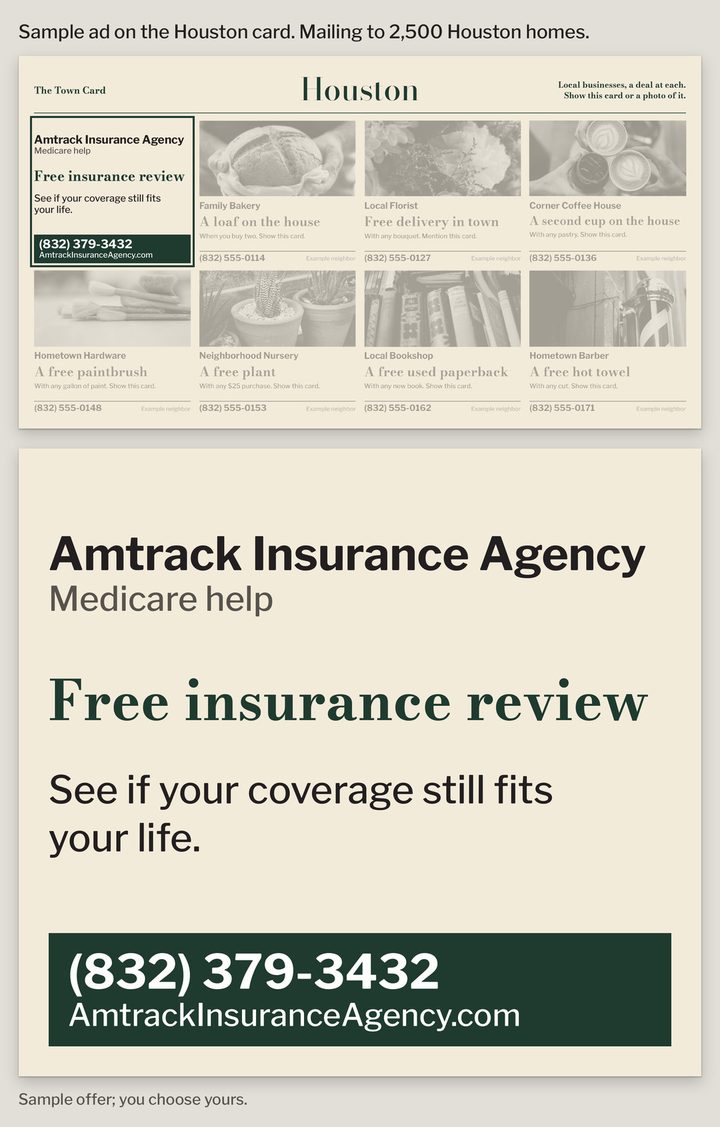 Sample ad on the Houston card. Mailing to 2,500 Houston homes.
The Town Card
Houston
Local businesses, a deal at each.
Show this card or a photo of it.
Amtrack Insurance Agency
Medicare help
Free insurance review
See if your coverage still fits
your life.
(832) 379-3432
AmtrackInsuranceAgency.com
Family Bakery
A loaf on the house
When you buy two. Show this card.
(832) 555-0114
Example neighbor
Local Florist
Free delivery in town
With any bouquet. Mention this card.
(832) 555-0127
Example neighbor
Corner Coffee House
A second cup on the house
With any pastry. Show this card.
(832) 555-0136
Example neighbor
Hometown Hardware
A free paintbrush
With any gallon of paint. Show this card.
(832) 555-0148
Example neighbor
Neighborhood Nursery
A free plant
With any $25 purchase. Show this card.
(832) 555-0153
Example neighbor
Local Bookshop
A free used paperback
With any new book. Show this card.
(832) 555-0162
Example neighbor
Hometown Barber
A free hot towel
With any cut. Show this card.
(832) 555-0171
Example neighbor
Amtrack Insurance Agency
Medicare help
Free insurance review
See if your coverage still fits
your life.
(832) 379-3432
AmtrackInsuranceAgency.com
Sample offer; you choose yours.